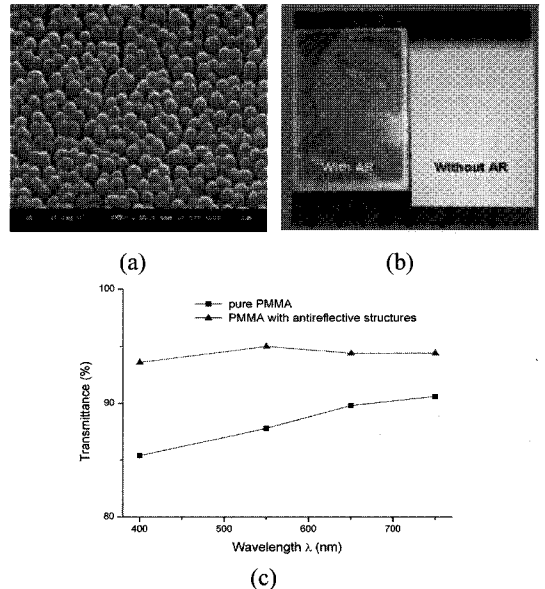 With AR
Without AR
(a)
(b)
100
pure PMMA
PMMA with antireflective structures
90
80
Transmittance (%)
400
500
600
700
Wavelength λ (nm)
(c)